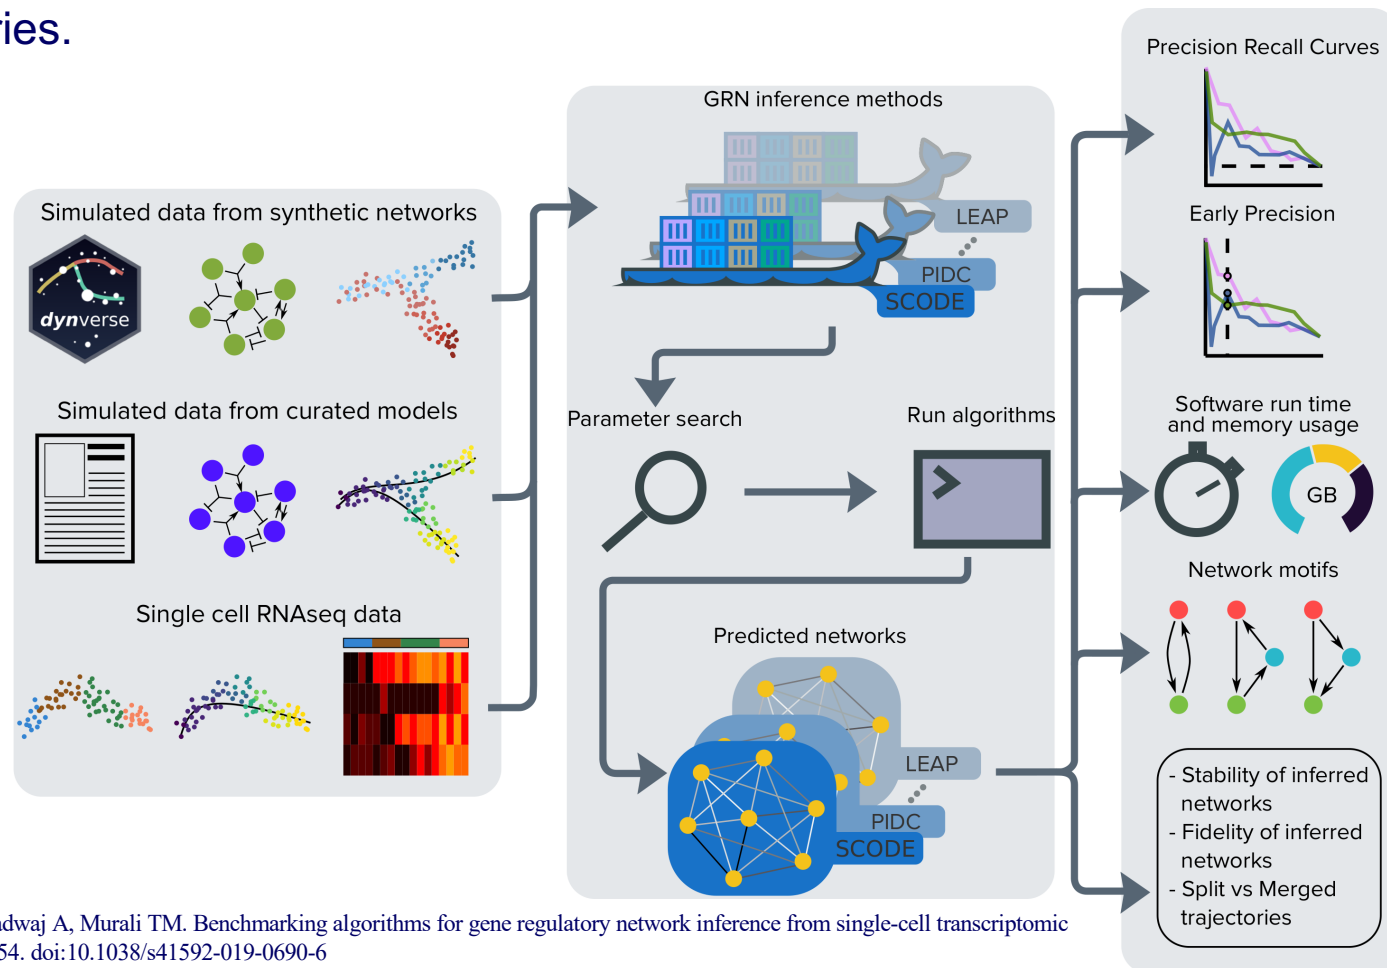 ries.
Simulated data from synthetic networks
dynverse
Simulated data from curated models
Single cell RNAseq data
GRN inference methods
LEAP
PIDC
SCODE
Parameter search
Run algorithms
Predicted networks
LEAP
PIDC
SCODE
Precision Recall Curves
Early Precision
Software run time
and memory usage
GB
Network motifs
- Stability of inferred
networks
- Fidelity of inferred
networks
- Split vs Merged
trajectories
adwaj A, Murali TM. Benchmarking algorithms for gene regulatory network inference from single-cell transcriptomic
54. doi:10.1038/s41592-019-0690-6